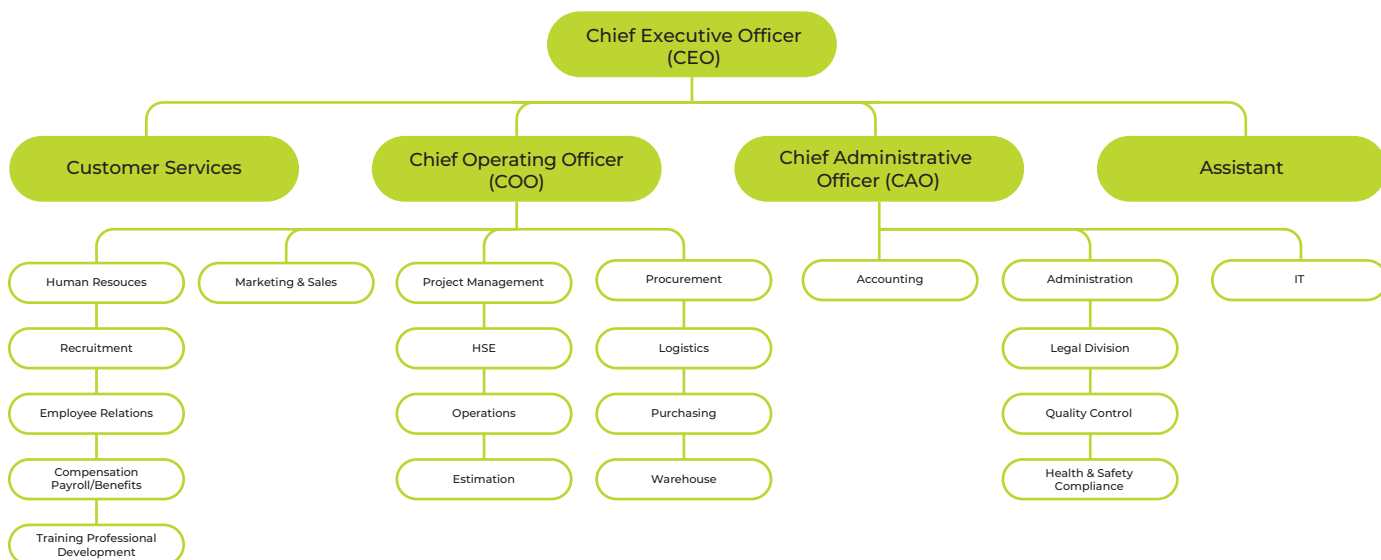 Chief Executive Officer
(CEO)
Customer Services
Chief Operating Officer
(COO)
Chief Administrative
Officer (CAO)
Assistant
Human Resouces
Marketing & Sales
Project Management
Procurement
Accounting
Administration
IT
Recruitment
HSE
Logistics
Legal Division
Employee Relations
Operations
Purchasing
Quality Control
Compensation
Payroll/Benefits
Estimation
Warehouse
Health & Safety
Compliance
Training Professional
Development